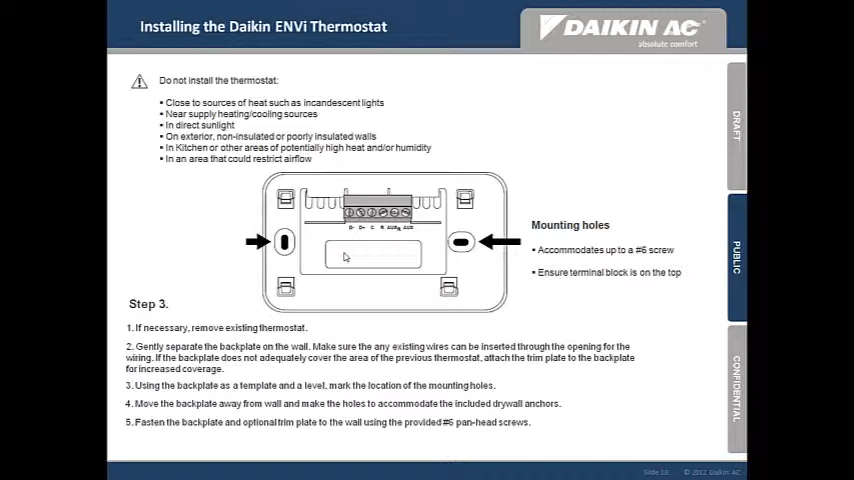 Installing the Daikin ENVi Thermostat
DAIKIN AC
absolute comfort
Do not install the thermostat:
▪ Close to sources of heat such as incandescent lights
▪ Near supply heating/cooling sources
▪ In direct sunlight
▪ On exterior, non-insulated or poorly insulated walls
▪ In Kitchen or other areas of potentially high heat and/or humidity
▪ In an area that could restrict airflow
D- D+ C R AUXR AUX
Mounting holes
▪ Accommodates up to a #6 screw
▪ Ensure terminal block is on the top
Step 3.
1. If necessary, remove existing thermostat.
2. Gently separate the backplate on the wall. Make sure the any existing wires can be inserted through the opening for the
wiring. If the backplate does not adequately cover the area of the previous thermostat, attach the trim plate to the backplate
for increased coverage.
3. Using the backplate as a template and a level, mark the location of the mounting holes.
4. Move the backplate away from wall and make the holes to accommodate the included drywall anchors.
5. Fasten the backplate and optional trim plate to the wall using the provided #6 pan-head screws.
DRAFT
PUBLIC
CONFIDENTIAL
© 2012 Daikin AC